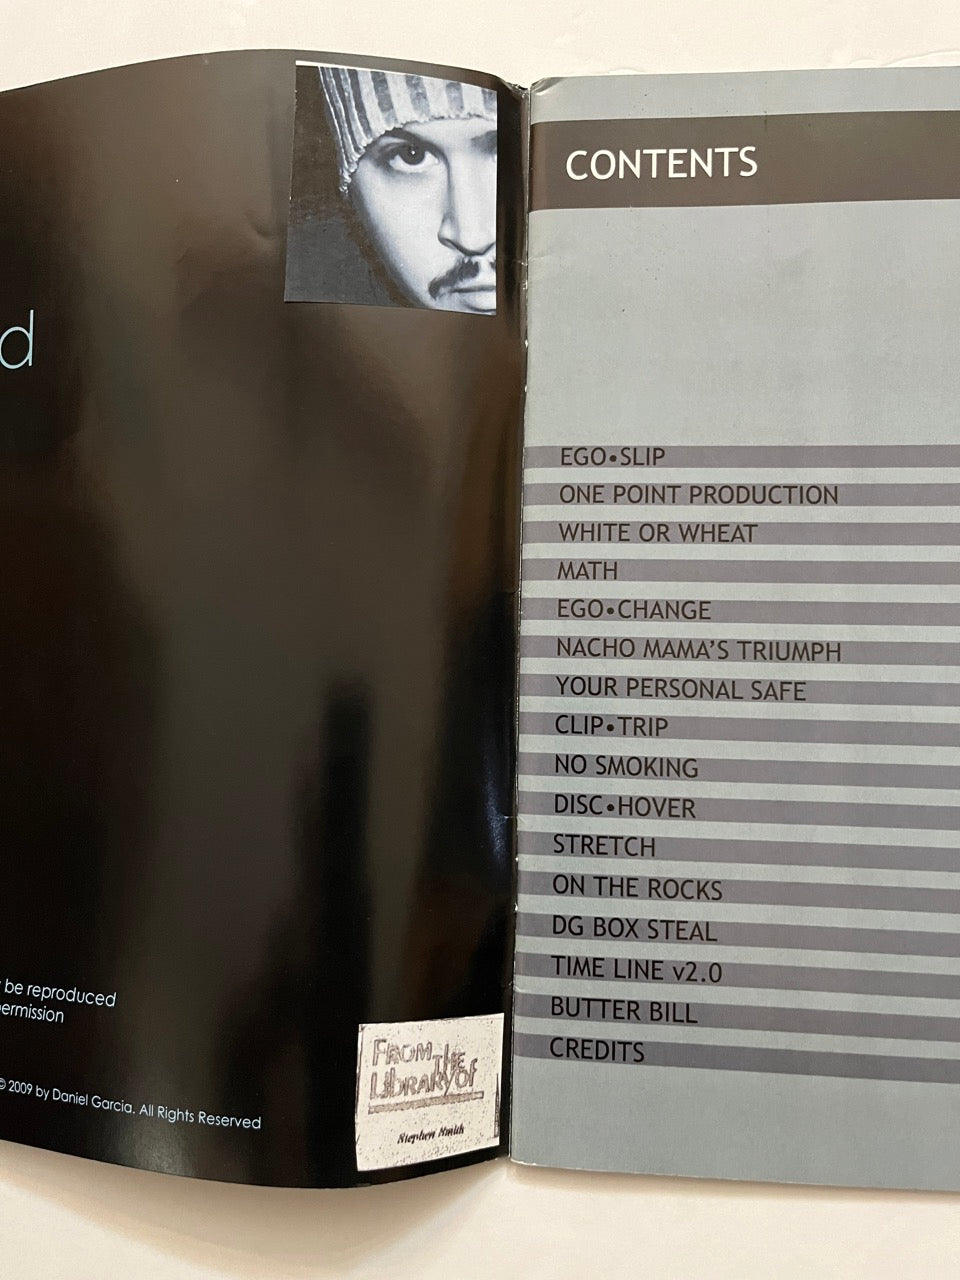 d
be reproduced
ermission
© 2009 by Daniel Garcia. All Rights Reserved
FROM THE
LIBRARY of
Stephen Smith
CONTENTS
EGO•SLIP
ONE POINT PRODUCTION
WHITE OR WHEAT
MATH
EGO•CHANGE
NACHO MAMA'S TRIUMPH
YOUR PERSONAL SAFE
CLIP•TRIP
NO SMOKING
DISC•HOVER
STRETCH
ON THE ROCKS
DG BOX STEAL
TIME LINE v2.0
BUTTER BILL
CREDITS